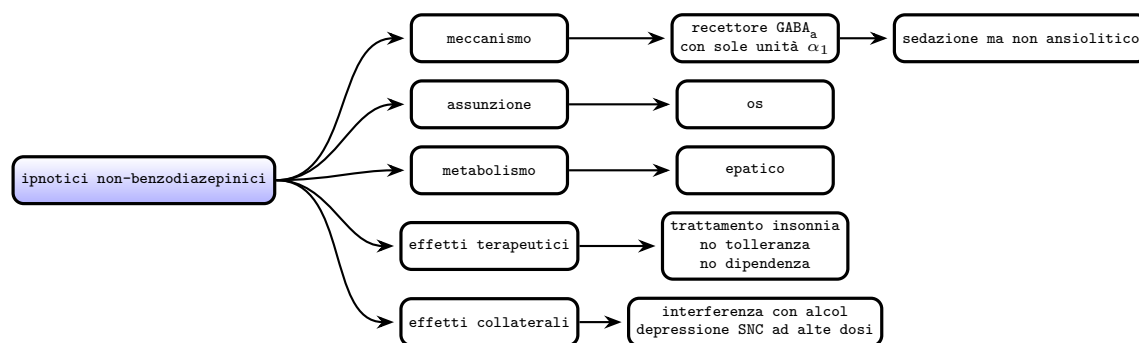 ipnotici non-benzodiazepinici
meccanismo
recettore GABAₐ
con sole unità α₁
sedazione ma non ansiolitico
assunzione
os
metabolismo
epatico
effetti terapeutici
trattamento insonnia
no tolleranza
no dipendenza
effetti collaterali
interferenza con alcol
depressione SNC ad alte dosi